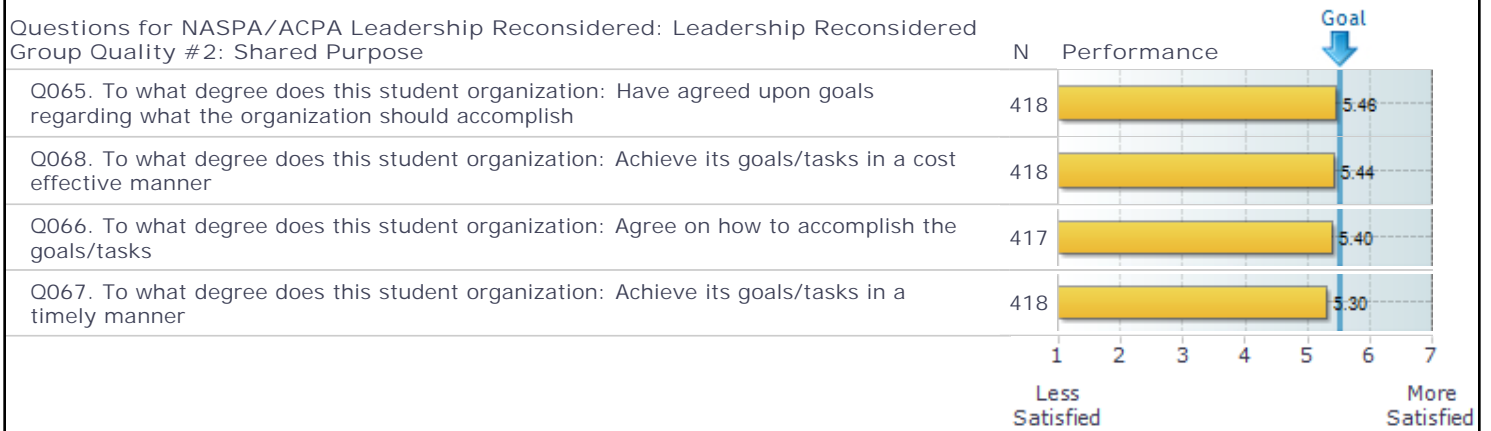 Goal
Questions for NASPA/ACPA Leadership Reconsidered: Leadership Reconsidered
Group Quality #2: Shared Purpose
N Performance
Q065. To what degree does this student organization: Have agreed upon goals
regarding what the organization should accomplish
418
5.46
Q068. To what degree does this student organization: Achieve its goals/tasks in a cost
effective manner
418
5.44
Q066. To what degree does this student organization: Agree on how to accomplish the
goals/tasks
417
5.40
Q067. To what degree does this student organization: Achieve its goals/tasks in a
timely manner
418
5.30
1 2 3 4 5 6 7
Less
Satisfied
More
Satisfied